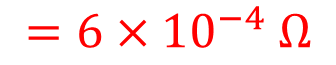 = 6 × 10⁻⁴ Ω